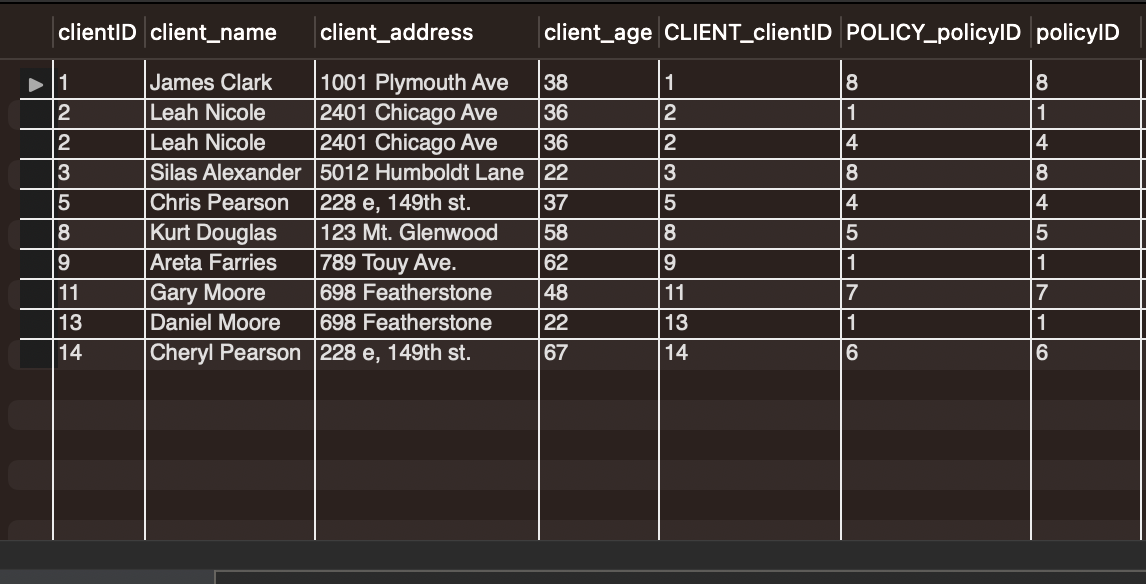 clientID client_name client_address client_age CLIENT_clientID POLICY_policyID policyID
1 James Clark 1001 Plymouth Ave 38 1 8 8
2 Leah Nicole 2401 Chicago Ave 36 2 1 1
2 Leah Nicole 2401 Chicago Ave 36 2 4 4
3 Silas Alexander 5012 Humboldt Lane 22 3 8 8
5 Chris Pearson 228 e, 149th st. 37 5 4 4
8 Kurt Douglas 123 Mt. Glenwood 58 8 5 5
9 Areta Farries 789 Touy Ave. 62 9 1 1
11 Gary Moore 698 Featherstone 48 11 7 7
13 Daniel Moore 698 Featherstone 22 13 1 1
14 Cheryl Pearson 228 e, 149th st. 67 14 6 6